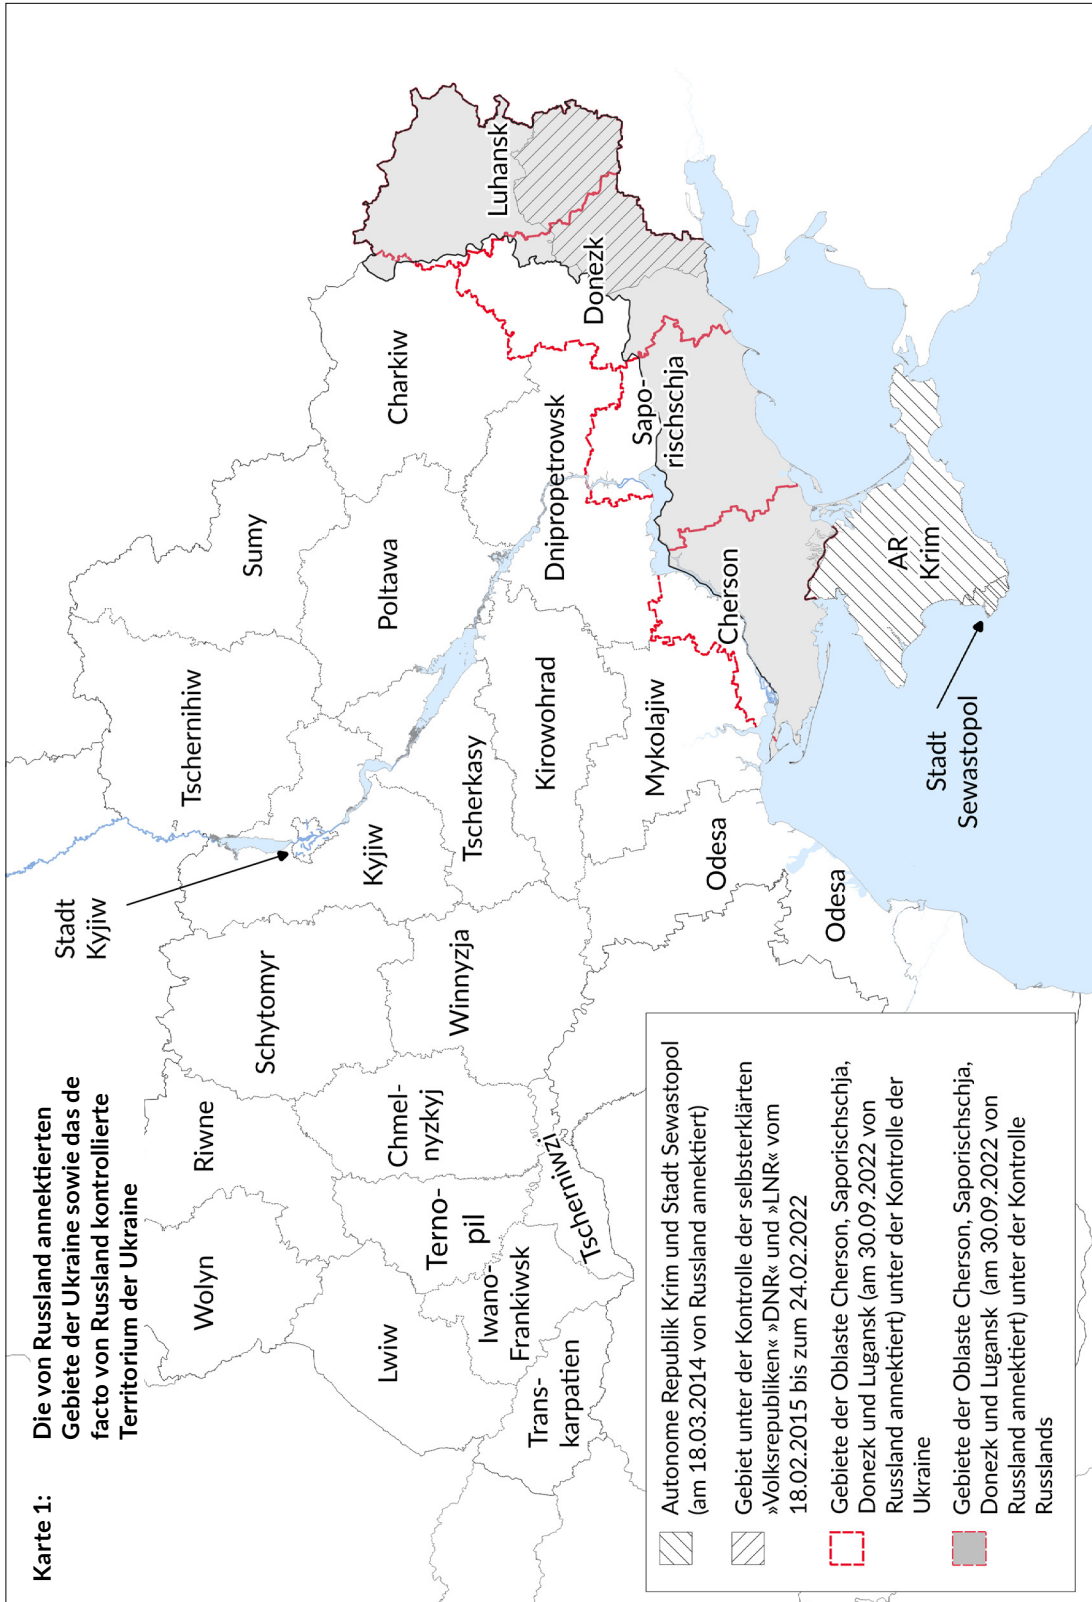 Karte 1:
Die von Russland annektierten
Gebiete der Ukraine sowie das de
facto von Russland kontrollierte
Territorium der Ukraine
Stadt
Kyjiw
Wolyn
Riwne
Schytomyr
Tschernihiw
Sumy
Lwiw
Terno-
pil
Chmel-
nyzkyj
Kyjiw
Poltawa
Charkiw
Luhansk
Iwano-
Frankiwsk
Winnyzja
Tscherkasy
Trans-
karpatien
Tscherniwzi
Kirowohrad
Dnipropetrowsk
Donezk
Mykolajiw
Sapo-
rischschja
Odesa
Cherson
Odesa
AR
Krim
Stadt
Sewastopol
Autonome Republik Krim und Stadt Sewastopol
(am 18.03.2014 von Russland annektiert)
Gebiet unter der Kontrolle der selbsterklärten
»Volksrepubliken« »DNR« und »LNR« vom
18.02.2015 bis zum 24.02.2022
Gebiete der Oblaste Cherson, Saporischschja,
Donezk und Lugansk (am 30.09.2022 von
Russland annektiert) unter der Kontrolle der
Ukraine
Gebiete der Oblaste Cherson, Saporischschja,
Donezk und Lugansk (am 30.09.2022 von
Russland annektiert) unter der Kontrolle
Russlands